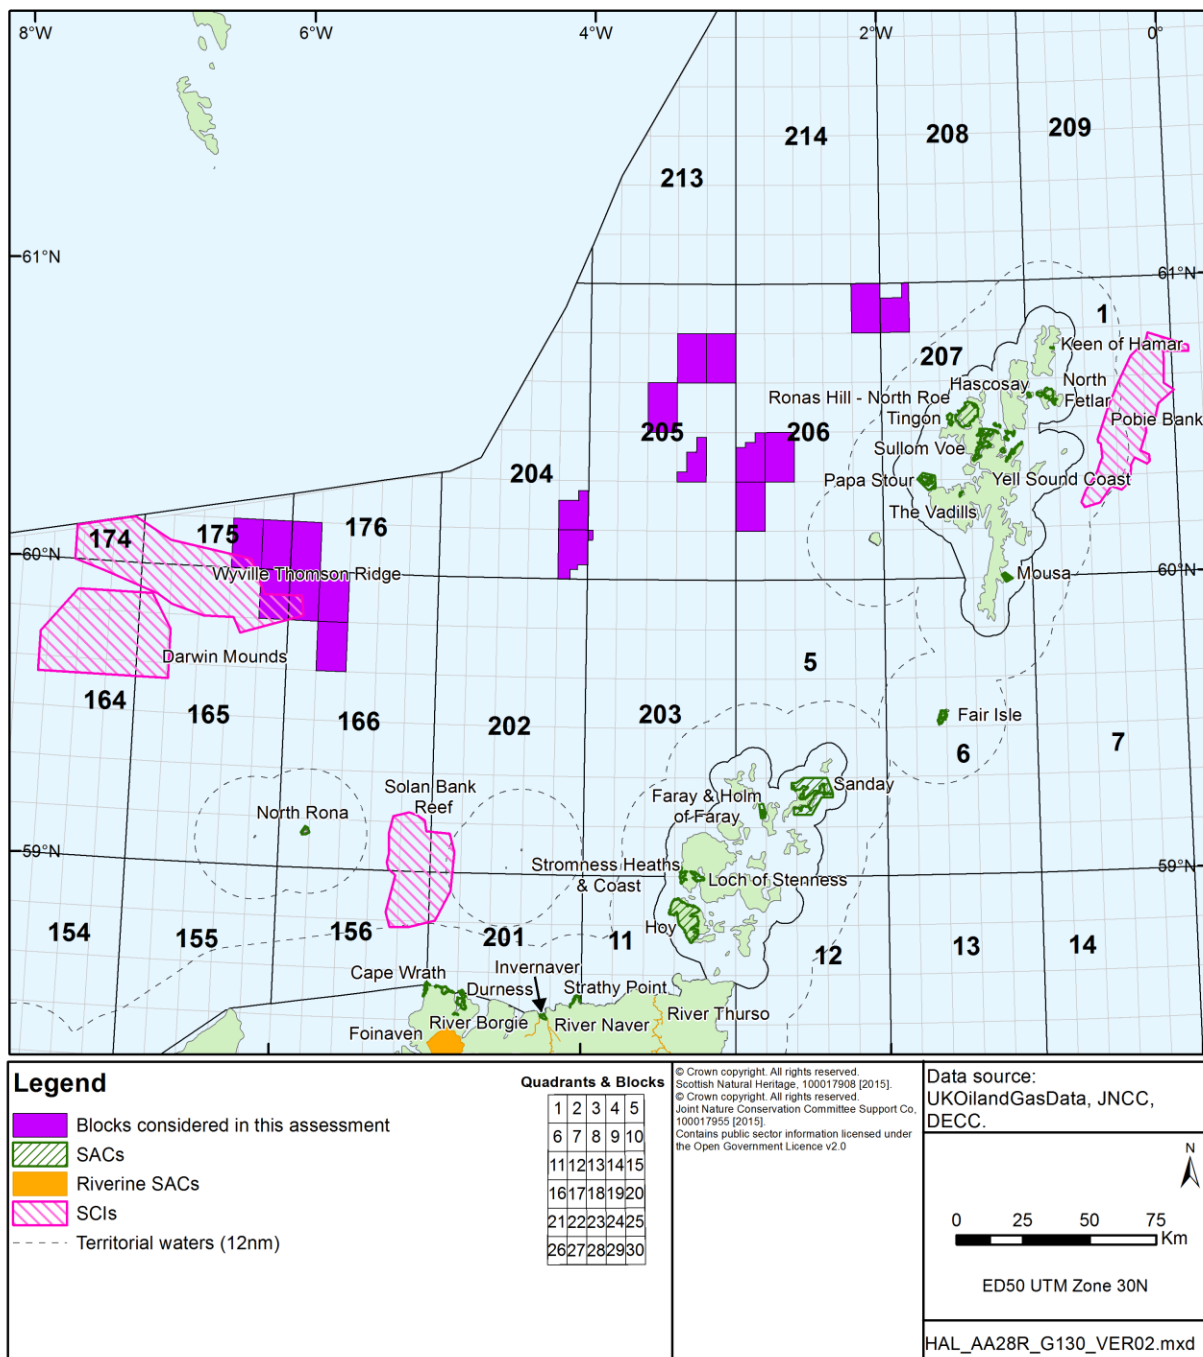 8°W
6°W
4°W
2°W
0°
214
208
209
213
61°N
61°N
1
207
Keen of Hamar
Hascosay
North
Fetlar
Ronas Hill - North Roe
Tingon
Pobie Bank
205
206
Sullom Voe
204
Papa Stour
Yell Sound Coast
The Vadills
174
175
176
60°N
60°N
Wyville Thomson Ridge
Mousa
Darwin Mounds
5
164
165
166
202
203
Fair Isle
6
7
Solan Bank
Reef
North Rona
Faray & Holm
of Faray
Sanday
59°N
59°N
Stromness Heaths
& Coast
Loch of Stenness
Hoy
154
155
156
201
11
12
13
14
Cape Wrath
Invernaver
Durness
Strathy Point
Foinaven
River Borgie
River Naver
River Thurso
Legend
Blocks considered in this assessment
SACs
Riverine SACs
SCIs
Territorial waters (12nm)
Quadrants & Blocks
1 2 3 4 5
6 7 8 9 10
11 12 13 14 15
16 17 18 19 20
21 22 23 24 25
26 27 28 29 30
© Crown copyright. All rights reserved.
Scottish Natural Heritage, 100017908 [2015].
© Crown copyright. All rights reserved.
Joint Nature Conservation Committee Support Co,
100017955 [2015].
Contains public sector information licensed under
the Open Government Licence v2.0
Data source:
UKOilandGasData, JNCC,
DECC.
N
0 25 50 75
Km
ED50 UTM Zone 30N
HAL_AA28R_G130_VER02.mxd